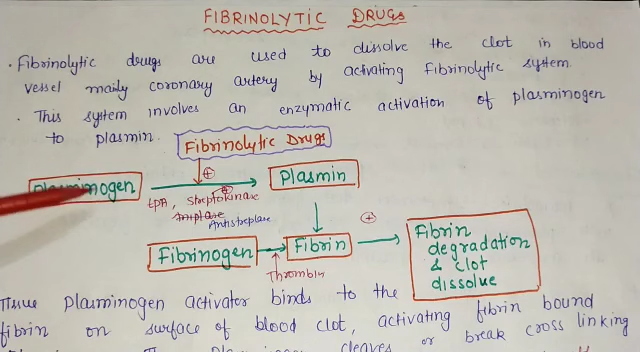 FIBRINOLYTIC DRUGS
• Fibrinolytic drugs are used to dissolve the clot in blood
vessel maily coronary artery by activating Fibrinolytic system
• This system involves an enzymatic activation of plasminogen
to plasmin.
Fibrinolytic Drugs
⊕
Plasminogen
Plasmin
tPA, Streptokinase
⊕
Anistreplase
⊕
Fibrinogen
Fibrin
Fibrin
degradation
& clot
dissolve
Thrombin
Tissue plasminogen activator binds to the
fibrin on surface of blood clot, activating fibrin bound
cleaves or break cross linking